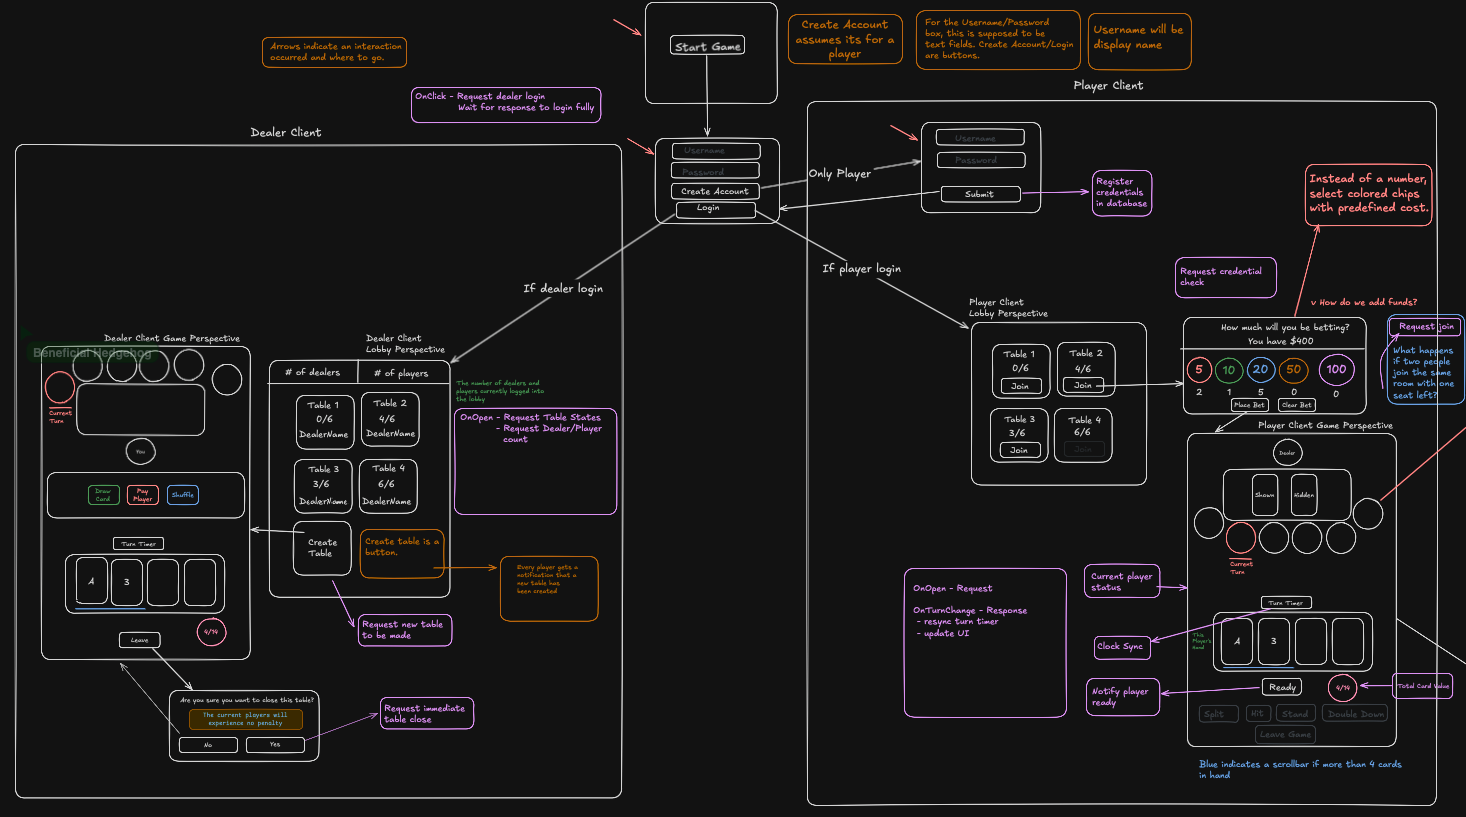 Start Game
Create Account
assumes its for a
player
For the Username/Password
box, this is supposed to be
text fields. Create Account/Login
are buttons.
Username will be
display name
Arrows indicate an interaction
occurred and where to go.
OnClick - Request dealer login
Wait for response to login fully
Dealer Client
Player Client
Username
Password
Create Account
Login
Only Player
Username
Password
Submit
Register
credentials
in database
Instead of a number,
select colored chips
with predefined cost.
If dealer login
If player login
Request credential
check
v How do we add funds?
Dealer Client Game Perspective
Beneficial Hedgehog
Current
Turn
You
Draw
Card
Pay
Player
Shuffle
Turn Timer
A
3
Leave
4/14
Are you sure you want to close this table?
The current players will
experience no penalty
No
Yes
Request immediate
table close
Dealer Client
Lobby Perspective
# of dealers
# of players
The number of dealers and
players currently logged into
the lobby
Table 1
0/6
DealerName
Table 2
4/6
DealerName
Table 3
3/6
DealerName
Table 4
6/6
DealerName
Create
Table
Create table is a
button.
OnOpen - Request Table States
- Request Dealer/Player
count
Every player gets a
notification that a
new table has
been created
Request new table
to be made
Player Client
Lobby Perspective
Table 1
0/6
Join
Table 2
4/6
Join
Table 3
3/6
Join
Table 4
6/6
Join
How much will you be betting?
You have $400
5
10
20
50
100
2
1
5
0
0
Place Bet
Clear Bet
Request join
What happens
if two people
join the same
room with one
seat left?
Player Client Game Perspective
Dealer
Shown
Hidden
Current
Turn
Turn Timer
This
Player's
Hand
A
3
Ready
4/14
Total Card Value
Split
Hit
Stand
Double Down
Leave Game
Current player
status
Clock Sync
Notify player
ready
OnOpen - Request
OnTurnChange - Response
- resync turn timer
- update UI
Blue indicates a scrollbar if more than 4 cards
in hand